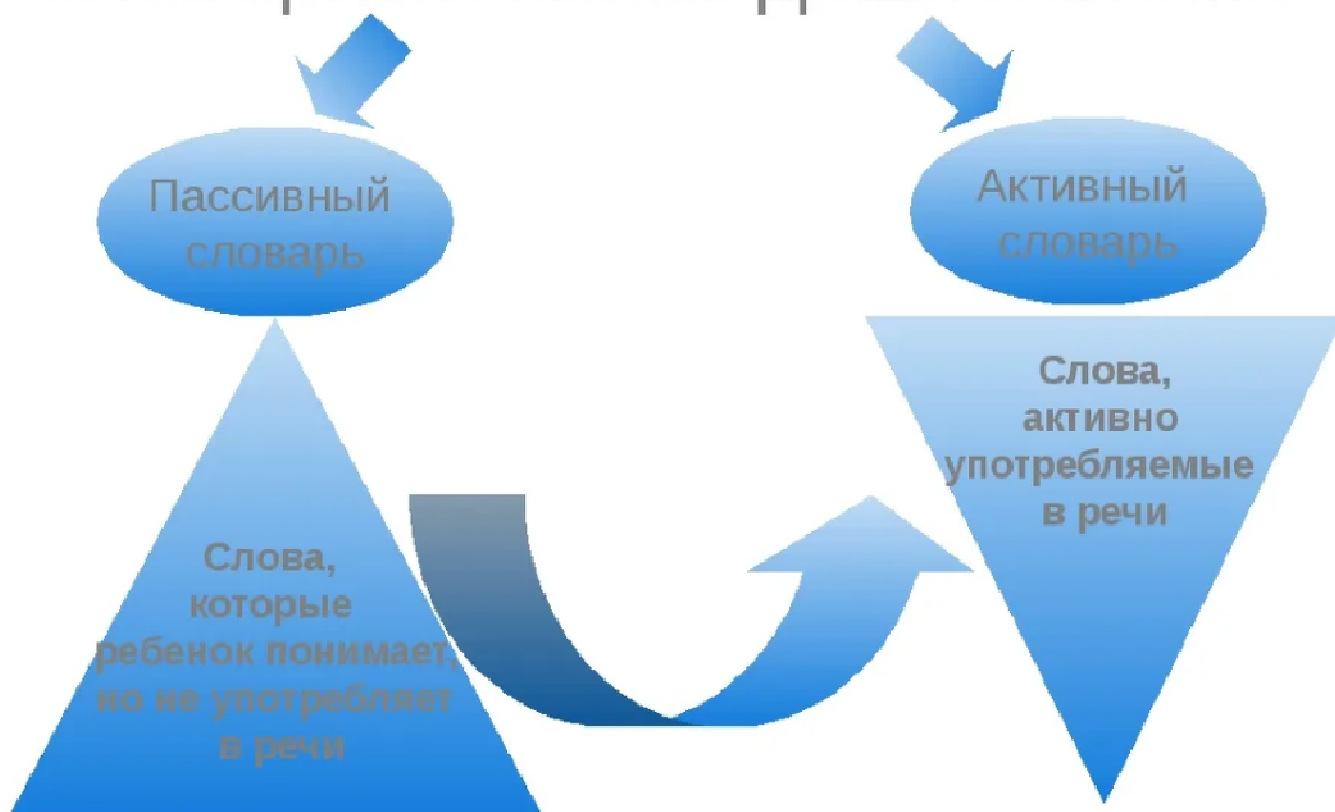 Пассивный
словарь
Активный
словарь
Слова,
которые
ребенок понимает,
но не употребляет
в речи
Слова,
активно
употребляемые
в речи